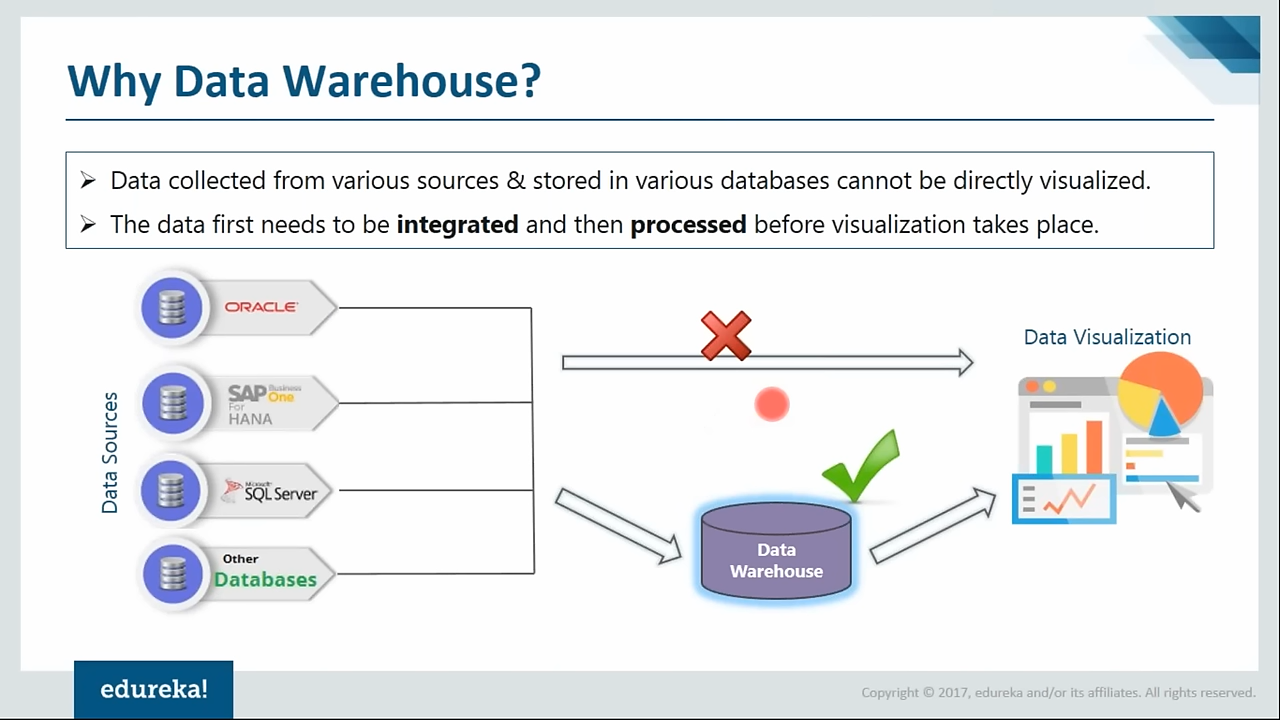 Why Data Warehouse?
Data collected from various sources & stored in various databases cannot be directly visualized.
The data first needs to be integrated and then processed before visualization takes place.
Data Sources
ORACLE
SAP Business One
For
HANA
Microsoft
SQL Server
Other
Databases
Data Visualization
Data
Warehouse
edureka!
Copyright © 2017, edureka and/or its affiliates. All rights reserved.